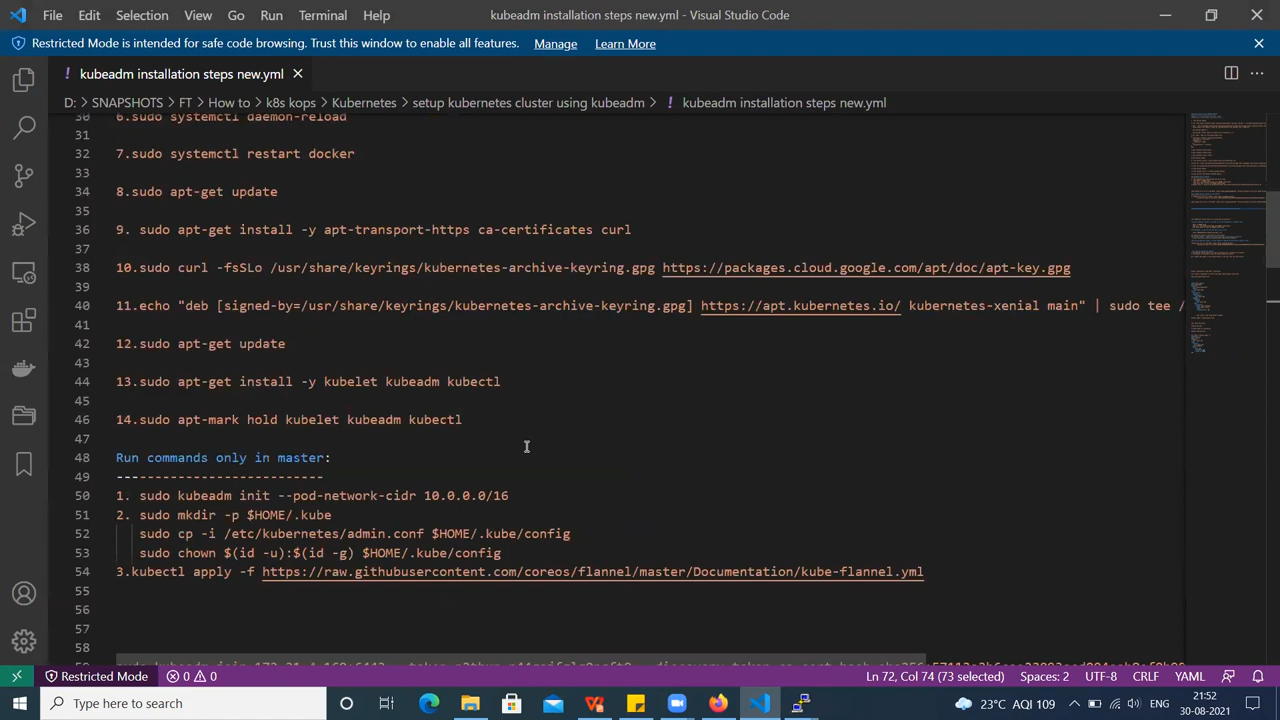 File Edit Selection View Go Run Terminal Help
kubeadm installation steps new.yml - Visual Studio Code
Restricted Mode is intended for safe code browsing. Trust this window to enable all features. Manage Learn More
! kubeadm installation steps new.yml
D: > SNAPSHOTS > FT > How to > k8s kops > Kubernetes > setup kubernetes cluster using kubeadm > ! kubeadm installation steps new.yml
30 6.sudo systemctl daemon-reload
31
32 7.sudo systemctl restart docker
33
34 8.sudo apt-get update
35
36 9. sudo apt-get install -y apt-transport-https ca-certificates curl
37
38 10.sudo curl -fsSLo /usr/share/keyrings/kubernetes-archive-keyring.gpg https://packages.cloud.google.com/apt/doc/apt-key.gpg
39
40 11.echo "deb [signed-by=/usr/share/keyrings/kubernetes-archive-keyring.gpg] https://apt.kubernetes.io/ kubernetes-xenial main" | sudo tee /
41
42 12.sudo apt-get update
43
44 13.sudo apt-get install -y kubelet kubeadm kubectl
45
46 14.sudo apt-mark hold kubelet kubeadm kubectl
47
48 Run commands only in master:
49 ---------------------------
50 1. sudo kubeadm init --pod-network-cidr 10.0.0.0/16
51 2. sudo mkdir -p $HOME/.kube
52 sudo cp -i /etc/kubernetes/admin.conf $HOME/.kube/config
53 sudo chown $(id -u):$(id -g) $HOME/.kube/config
54 3.kubectl apply -f https://raw.githubusercontent.com/coreos/flannel/master/Documentation/kube-flannel.yml
55
56
57
58
59 sudo kubeadm join
Restricted Mode 0 0 Ln 72, Col 74 (73 selected) Spaces: 2 UTF-8 CRLF YAML
Type here to search
23°C AQI 109 ENG
21:52
30-08-2021